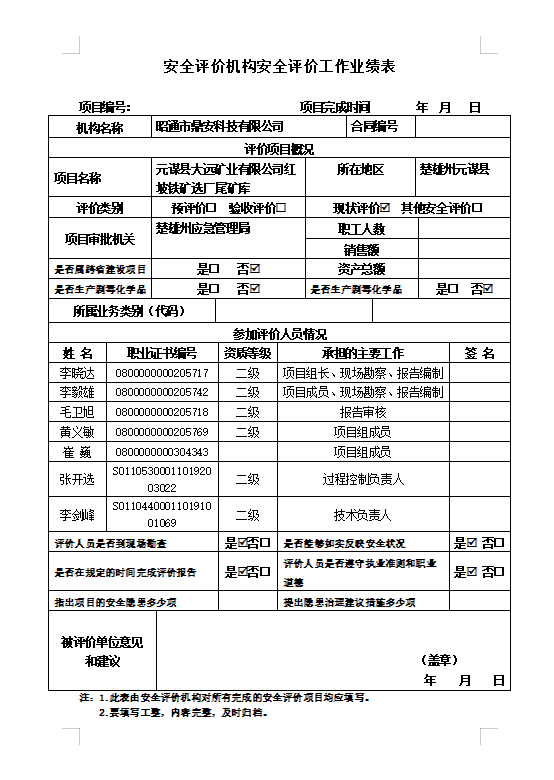 安全评价机构安全评价工作业绩表
项目编号： 项目完成时间 年 月 日
机构名称 昭通市鼎安科技有限公司 合同编号
评价项目概况
项目名称 元谋县大远矿业有限公司红坡铁矿选厂尾矿库 所在地区 楚雄州元谋县
评价类别 预评价☐ 验收评价☐ 现状评价☑ 其他安全评价☐
项目审批机关 楚雄州应急管理局 职工人数
销售额
是否属跨省建设项目 是☐ 否☑ 资产总额
是否生产剧毒化学品 是☐ 否☑ 是否生产剧毒化学品 是☐ 否☑
所属业务类别（代码）
参加评价人员情况
姓 名 职业证书编号 资质等级 承担的主要工作 签 名
李晓达 0800000000205717 二级 项目组长、现场勘察、报告编制
李毅雄 0800000000205742 二级 项目成员、现场勘察、报告编制
毛卫旭 0800000000205718 二级 报告审核
黄义敏 0800000000205769 二级 项目组成员
崔 巍 0800000000304343 项目组成员
张开选 S011053000110192003022 二级 过程控制负责人
李剑峰 S011044000110191001069 二级 技术负责人
评价人员是否到现场勘查 是☑否☐ 是否能够如实反映安全状况 是☑ 否☐
是否在规定的时间完成评价报告 是☑否☐ 评价人员是否遵守执业准则和职业道德 是☑ 否☐
指出项目的安全隐患多少项 提出隐患治理建议措施多少项
被评价单位意见和建议
（盖章）
年 月 日
注：1.此表由安全评价机构对所有完成的安全评价项目均应填写。
2.要填写工整，内容完整，及时归档。